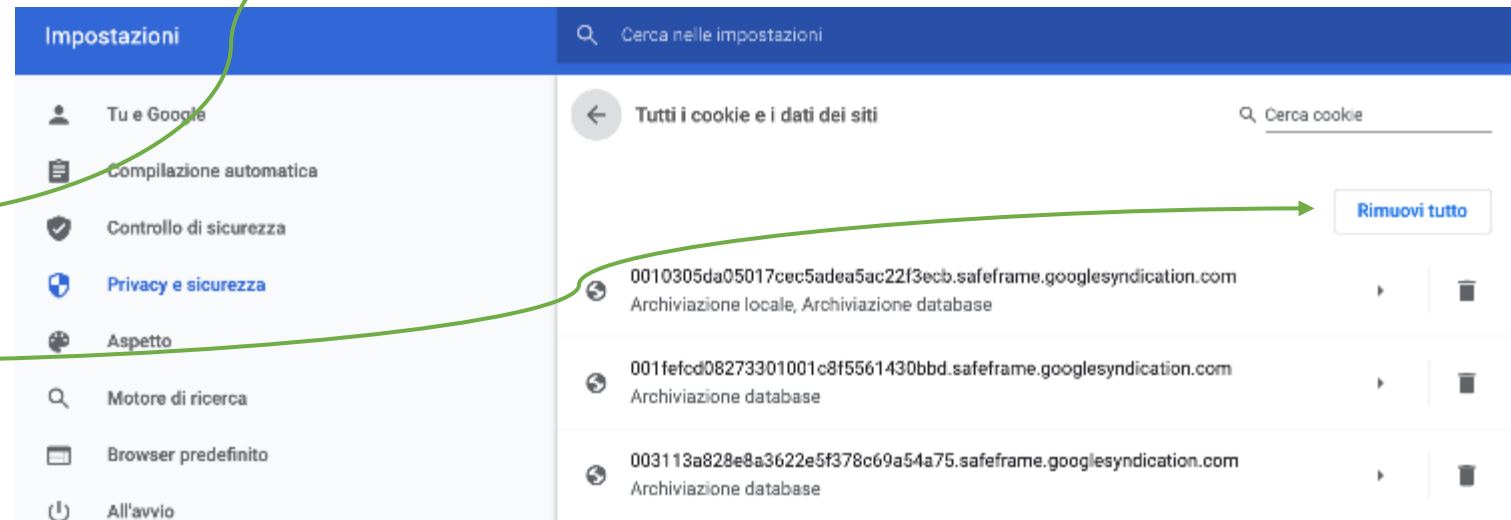 Impostazioni
Cerca nelle impostazioni
Tu e Google
Compilazione automatica
Controllo di sicurezza
Privacy e sicurezza
Aspetto
Motore di ricerca
Browser predefinito
All'avvio
Tutti i cookie e i dati dei siti
Cerca cookie
Rimuovi tutto
0010305da05017cec5adea5ac22f3ecb.safeframe.googlesyndication.com
Archiviazione locale, Archiviazione database
001fefcd08273301001c8f5561430bbd.safeframe.googlesyndication.com
Archiviazione database
003113a828e8a3622e5f378c69a54a75.safeframe.googlesyndication.com
Archiviazione database